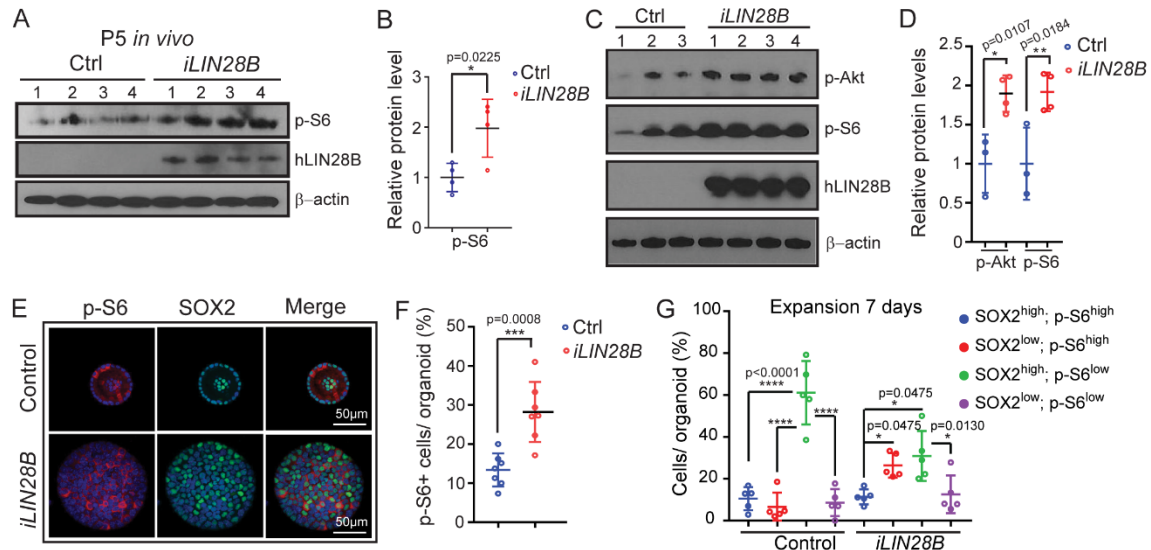 A
P5 in vivo
Ctrl iLIN28B
1 2 3 4 1 2 3 4
p-S6
hLIN28B
β–actin
B
p=0.0225
*
Ctrl
iLIN28B
Relative protein level
3
2
1
0
p-S6
C
Ctrl iLIN28B
1 2 3 1 2 3 4
p-Akt
p-S6
hLIN28B
β–actin
D
p=0.0107
*
p=0.0184
**
Ctrl
iLIN28B
Relative protein levels
2.5
2.0
1.5
1.0
0.5
0
p-Akt p-S6
E
p-S6 SOX2 Merge
Control
50µm
iLIN28B
50µm
F
p=0.0008
***
Ctrl
iLIN28B
p-S6+ cells/ organoid (%)
50
40
30
20
10
0
G
Expansion 7 days
Cells/ organoid (%)
100
80
60
40
20
0
p<0.0001
****
****
****
p=0.0475
*
p=0.0475
*
p=0.0130
*
Control iLIN28B
SOX2high; p-S6high
SOX2low; p-S6high
SOX2high; p-S6low
SOX2low; p-S6low